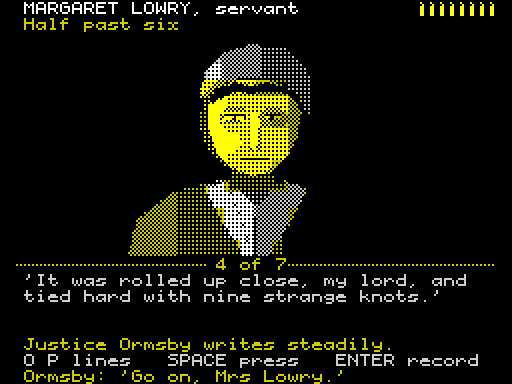 MARGARET LOWRY, servant
Half past six
4 of 7
'It was rolled up close, my lord, and
tied hard with nine strange knots.'
Justice Ormsby writes steadily.
O P lines   SPACE press   ENTER record
Ormsby: 'Go on, Mrs Lowry.'